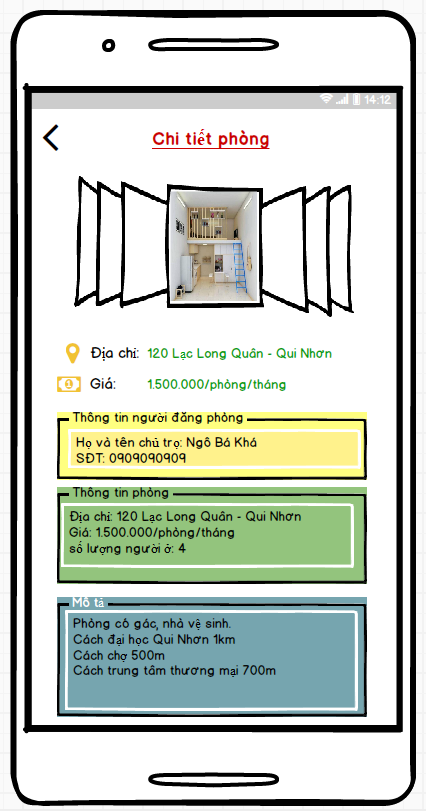 14:12
Chi tiết phòng
Địa chỉ: 120 Lạc Long Quân - Qui Nhơn
Giá: 1.500.000/phòng/tháng
Thông tin người đăng phòng
Họ và tên chủ trọ: Ngô Bá Khá
SĐT: 0909090909
Thông tin phòng
Địa chỉ: 120 Lạc Long Quân - Qui Nhơn
Giá: 1.500.000/phòng/tháng
số lượng người ở: 4
Mô tả
Phòng có gác, nhà vệ sinh.
Cách đại học Qui Nhơn 1km
Cách chợ 500m
Cách trung tâm thương mại 700m